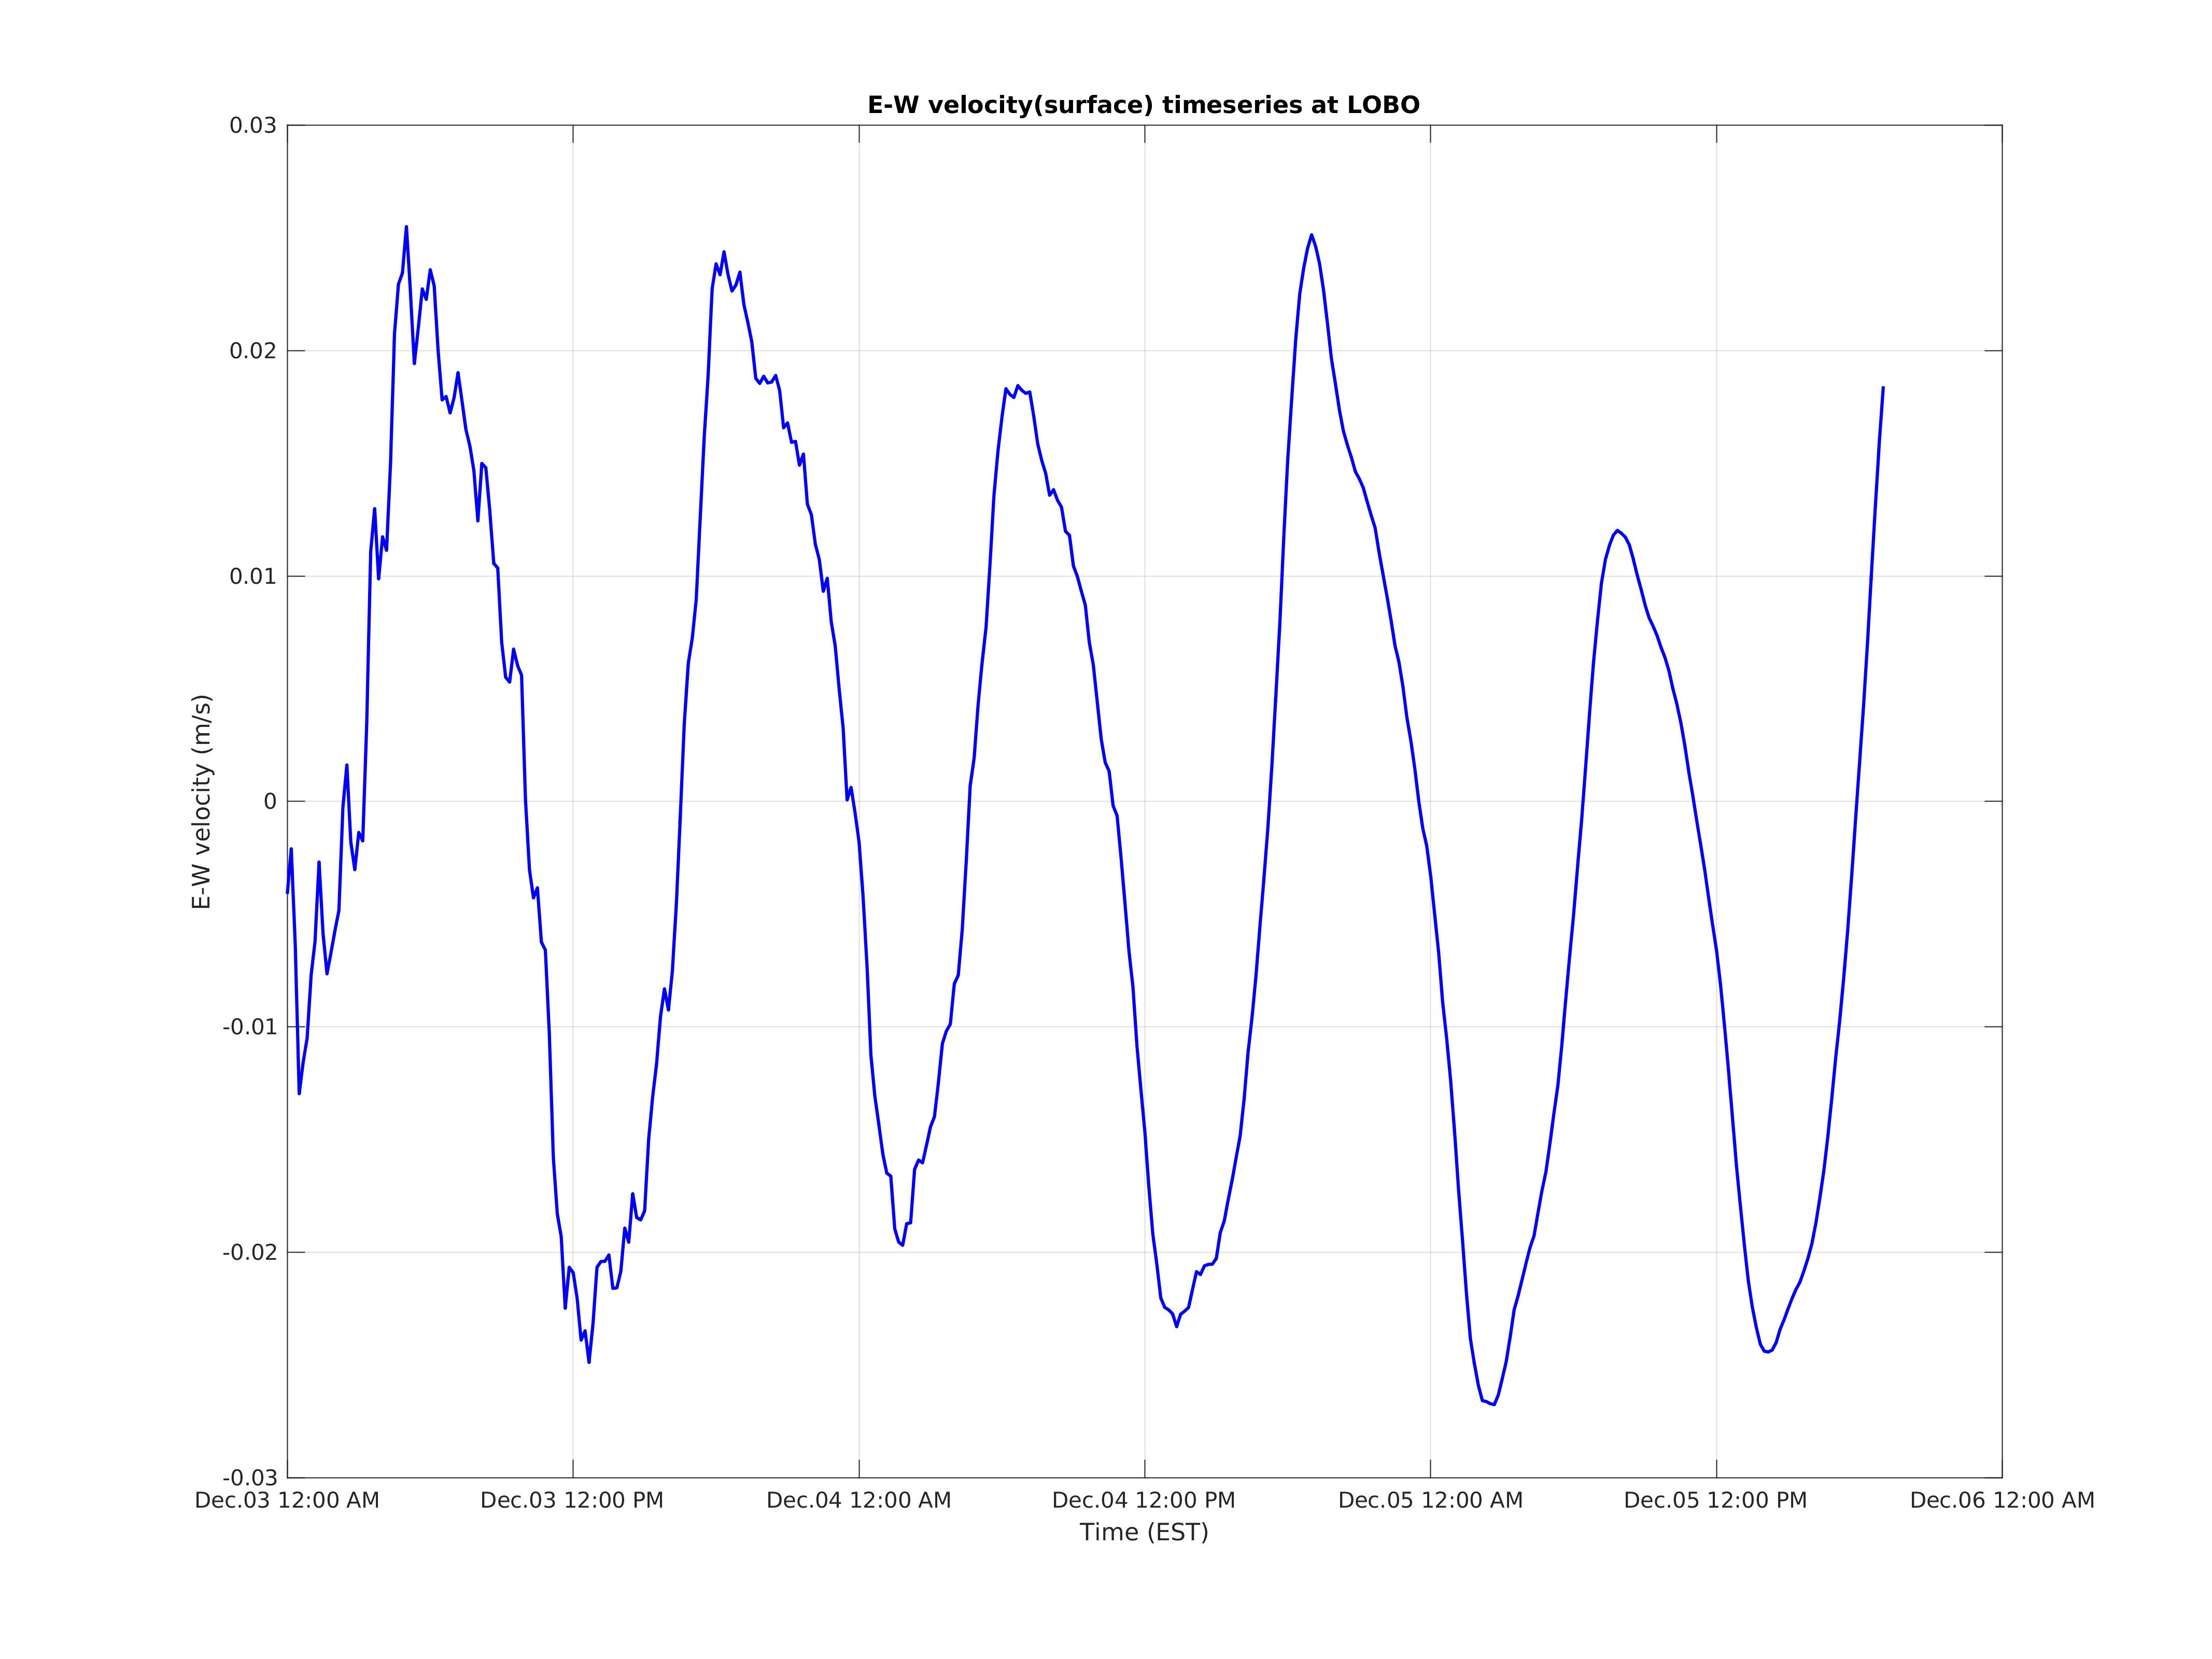 E-W velocity(surface) timeseries at LOBO
0.03
0.02
0.01
0
-0.01
-0.02
-0.03
E-W velocity (m/s)
Dec.03 12:00 AM
Dec.03 12:00 PM
Dec.04 12:00 AM
Dec.04 12:00 PM
Dec.05 12:00 AM
Dec.05 12:00 PM
Dec.06 12:00 AM
Time (EST)